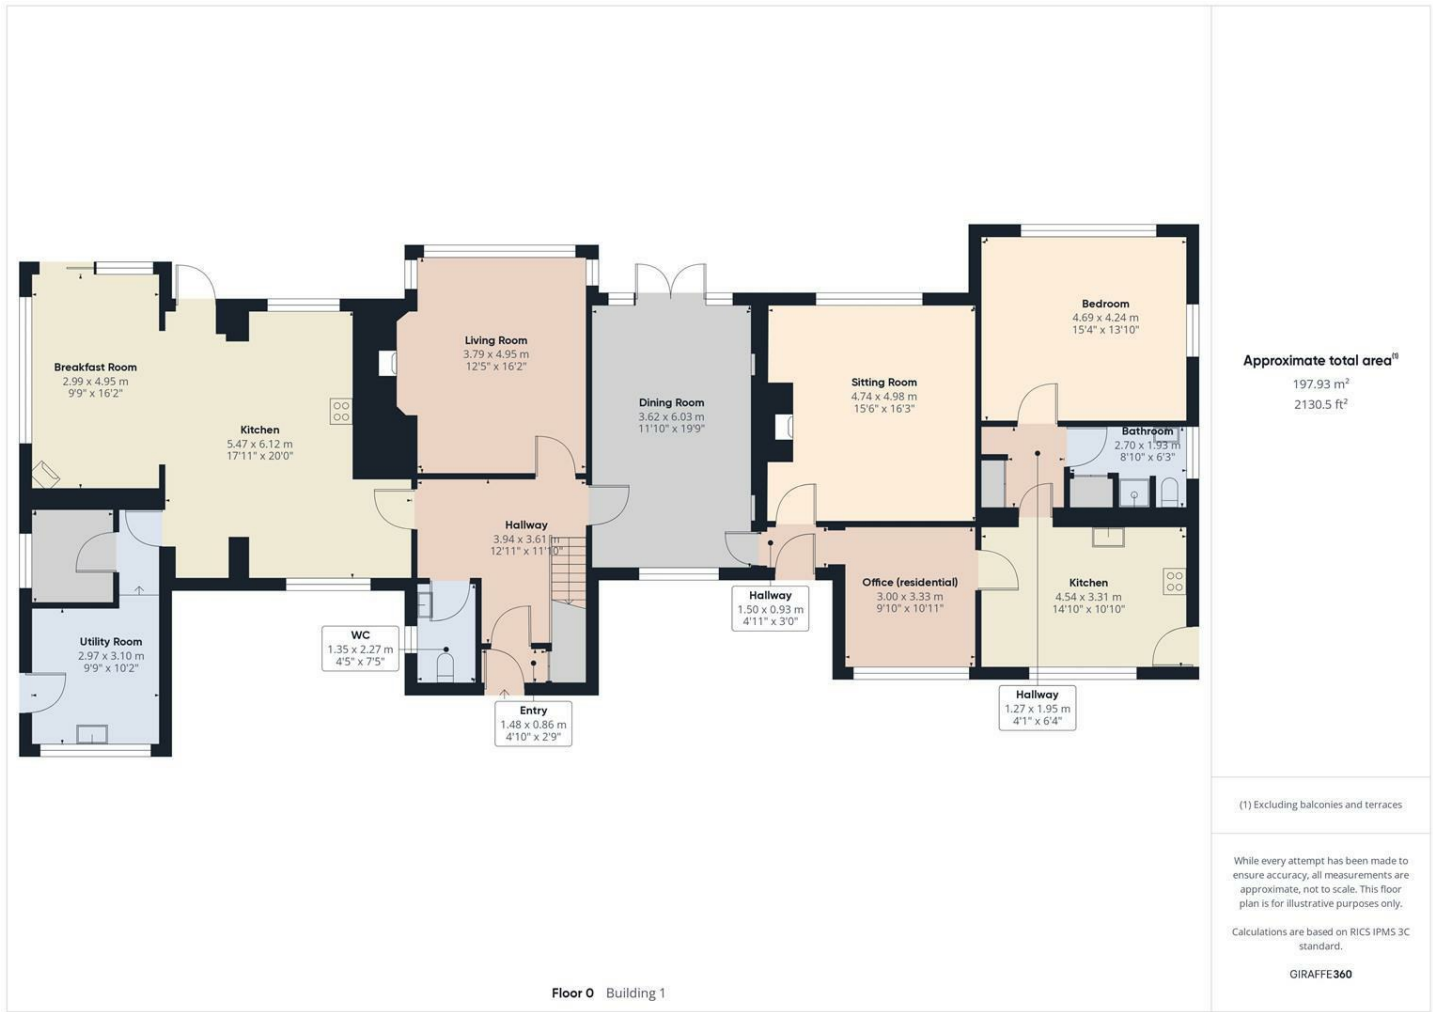 Breakfast Room
2.99 x 4.95 m
9'9" x 16'2"
Kitchen
5.47 x 6.12 m
17'11" x 20'0"
Living Room
3.79 x 4.95 m
12'5" x 16'2"
Dining Room
3.62 x 6.03 m
11'10" x 19'9"
Sitting Room
4.74 x 4.98 m
15'6" x 16'3"
Bedroom
4.69 x 4.24 m
15'4" x 13'10"
Bathroom
2.70 x 1.93 m
8'10" x 6'3"
Hallway
3.94 x 3.61 m
12'11" x 11'10"
Utility Room
2.97 x 3.10 m
9'9" x 10'2"
WC
1.35 x 2.27 m
4'5" x 7'5"
Entry
1.48 x 0.86 m
4'10" x 2'9"
Hallway
1.50 x 0.93 m
4'11" x 3'0"
Office (residential)
3.00 x 3.33 m
9'10" x 10'11"
Kitchen
4.54 x 3.31 m
14'10" x 10'10"
Hallway
1.27 x 1.95 m
4'1" x 6'4"
Floor 0 Building 1
Approximate total area(1)
197.93 m²
2130.5 ft²
(1) Excluding balconies and terraces
While every attempt has been made to
ensure accuracy, all measurements are
approximate, not to scale. This floor
plan is for illustrative purposes only.
Calculations are based on RICS IPMS 3C
standard.
GIRAFFE360